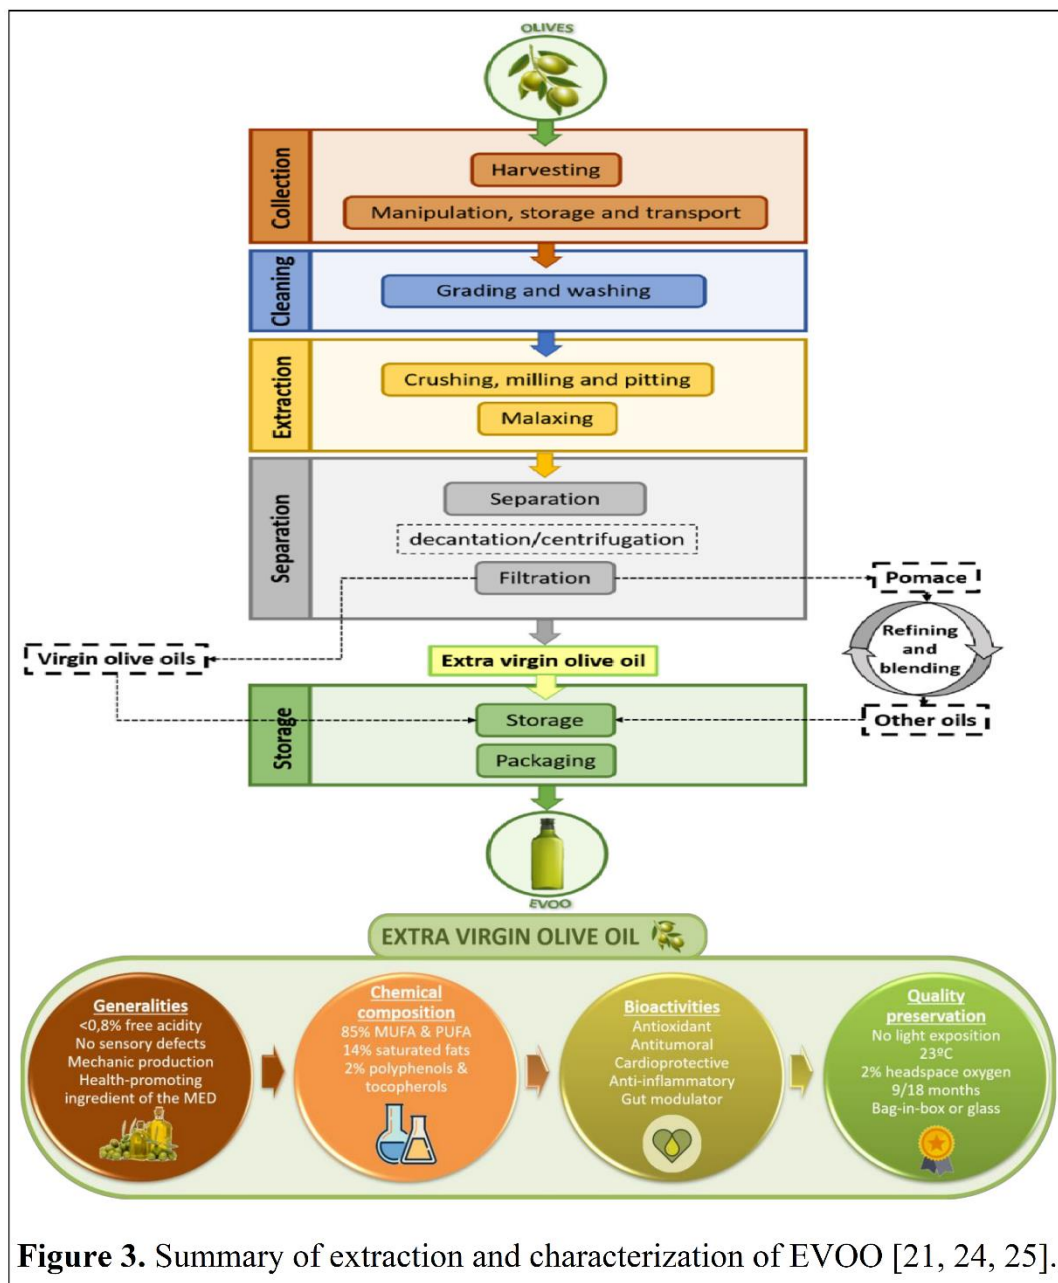 OLIVES
Collection
Harvesting
Manipulation, storage and transport
Cleaning
Grading and washing
Extraction
Crushing, milling and pitting
Malaxing
Separation
Separation
decantation/centrifugation
Filtration
Pomace
Refining
and
blending
Other oils
Virgin olive oils
Extra virgin olive oil
Storage
Storage
Packaging
EVOO
EXTRA VIRGIN OLIVE OIL
Generalities
<0,8% free acidity
No sensory defects
Mechanic production
Health-promoting
ingredient of the MED
Chemical
composition
85% MUFA & PUFA
14% saturated fats
2% polyphenols &
tocopherols
Bioactivities
Antioxidant
Antitumoral
Cardioprotective
Anti-inflammatory
Gut modulator
Quality
preservation
No light exposition
23ºC
2% headspace oxygen
9/18 months
Bag-in-box or glass
Figure 3. Summary of extraction and characterization of EVOO [21, 24, 25].